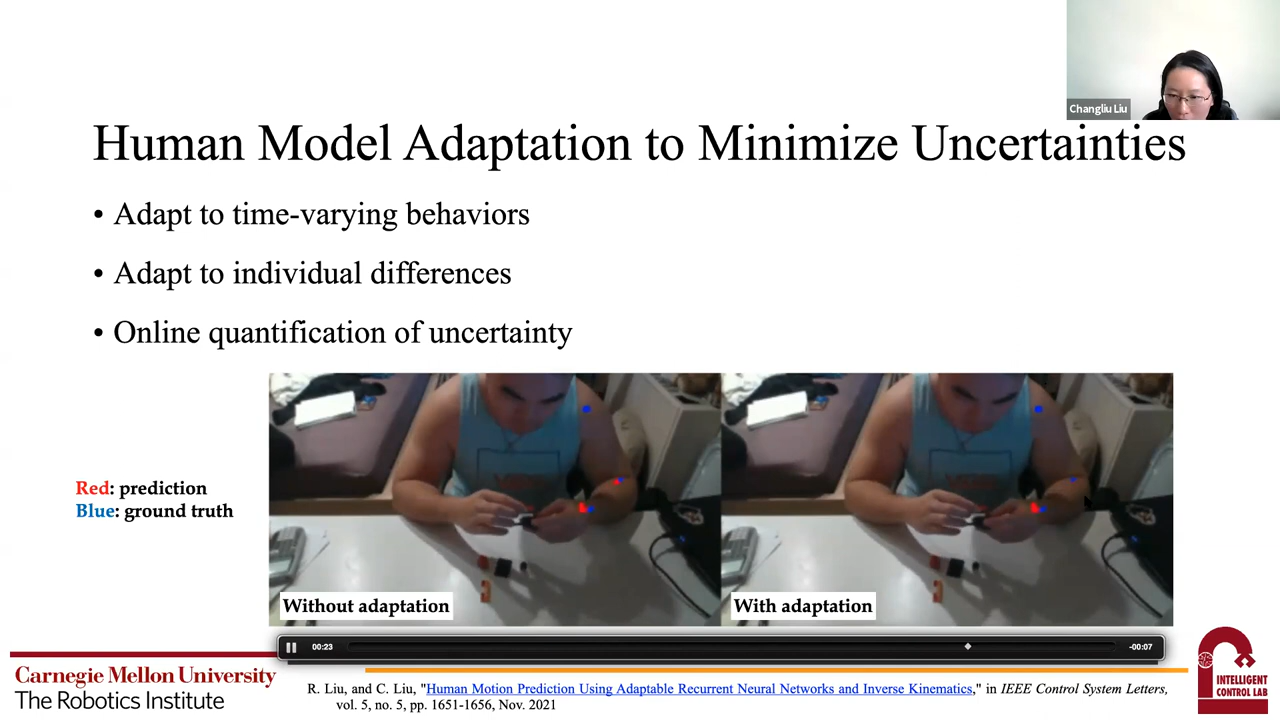 Changliu Liu
Human Model Adaptation to Minimize Uncertainties
• Adapt to time-varying behaviors
• Adapt to individual differences
• Online quantification of uncertainty
Red: prediction
Blue: ground truth
Without adaptation
With adaptation
00:23
-00:07
Carnegie Mellon University
The Robotics Institute
R. Liu, and C. Liu, "Human Motion Prediction Using Adaptable Recurrent Neural Networks and Inverse Kinematics," in IEEE Control System Letters,
vol. 5, no. 5, pp. 1651-1656, Nov. 2021
INTELLIGENT
CONTROL LAB